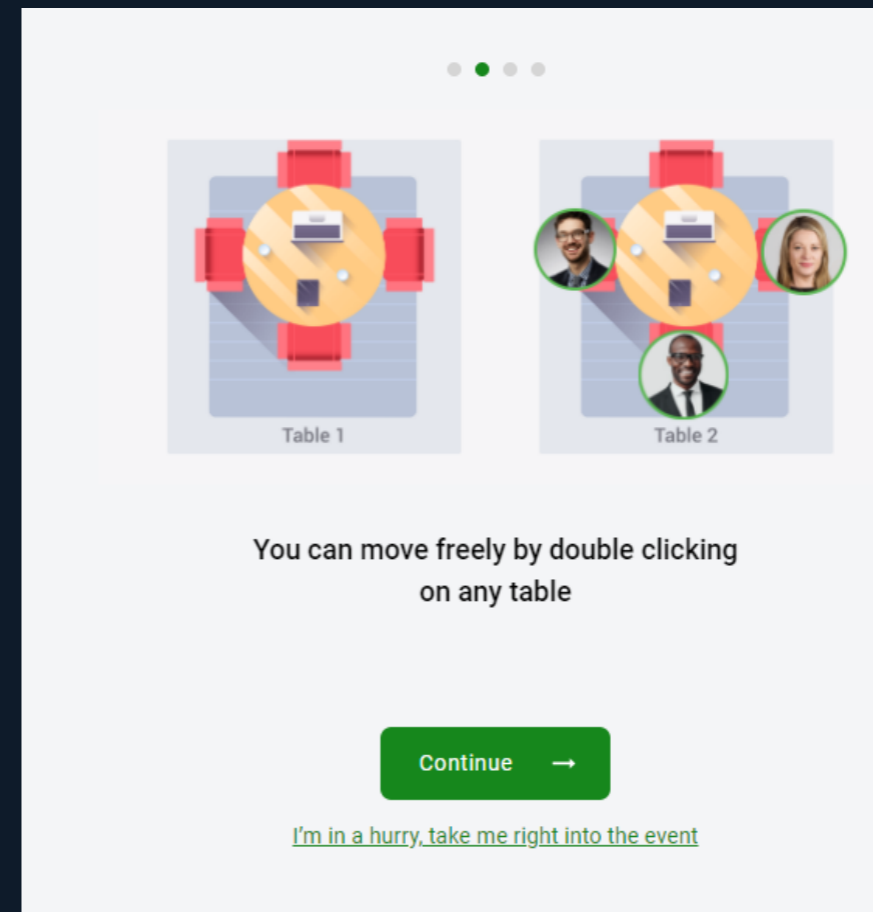 Table 1
Table 2
You can move freely by double clicking
on any table
Continue
I'm in a hurry, take me right into the event